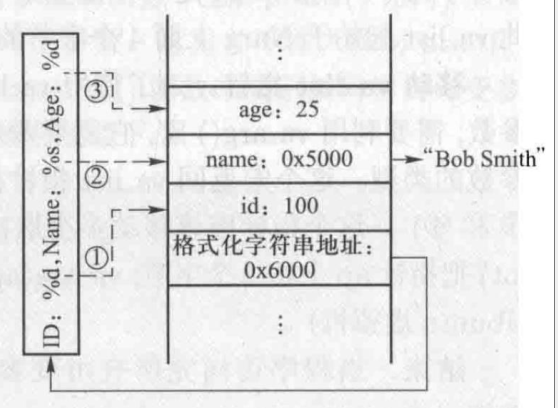 ID: %d, Name: %s, Age: %d
③
②
①
⋮
age：25
name：0x5000
"Bob Smith"
id：100
格式化字符串地址：
0x6000
⋮